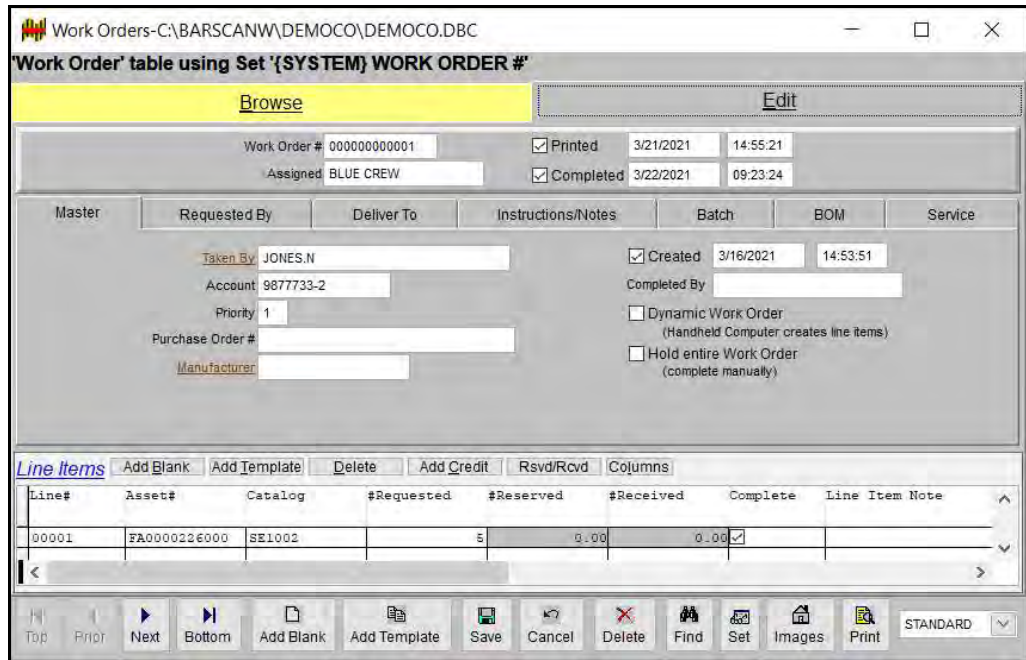 Work Orders-C:\BARSCANW\DEMOCO\DEMOCO.DBC
'Work Order' table using Set '{SYSTEM} WORK ORDER #'
Browse Edit
Work Order # 000000000001 Printed 3/21/2021 14:55:21
Assigned BLUE CREW Completed 3/22/2021 09:23:24
Master Requested By Deliver To Instructions/Notes Batch BOM Service
Taken By JONES.N Created 3/16/2021 14:53:51
Account 9877733-2 Completed By
Priority 1 Dynamic Work Order
(Handheld Computer creates line items)
Purchase Order #
Hold entire Work Order
Manufacturer (complete manually)
Line Items Add Blank Add Template Delete Add Credit Rsvd/Rcvd Columns
Line# Asset# Catalog #Requested #Reserved #Received Complete Line Item Note
00001 FA0000226000 SE1002 5 0.00 0.00
Top Prior Next Bottom Add Blank Add Template Save Cancel Delete Find Set Images Print STANDARD